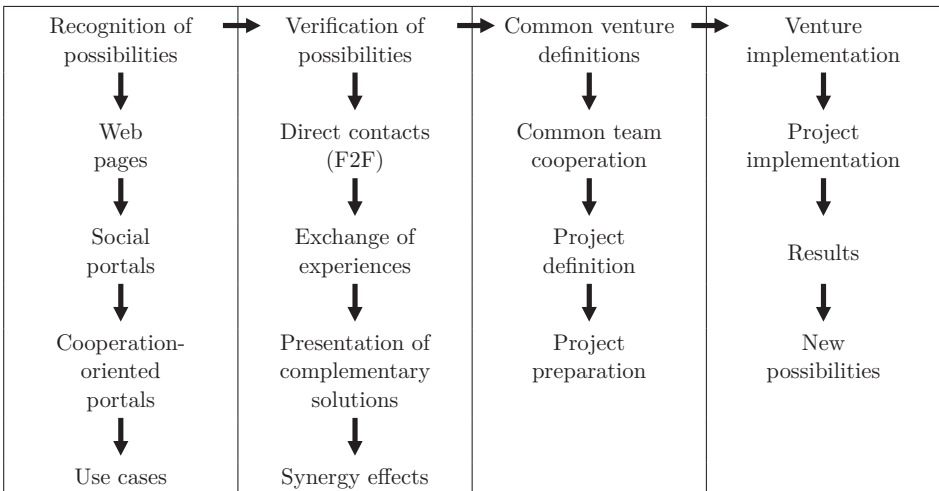 Recognition of
possibilities
Web
pages
Social
portals
Cooperation-
oriented
portals
Use cases
Verification of
possibilities
Direct contacts
(F2F)
Exchange of
experiences
Presentation of
complementary
solutions
Synergy effects
Common venture
definitions
Common team
cooperation
Project
definition
Project
preparation
Venture
implementation
Project
implementation
Results
New
possibilities